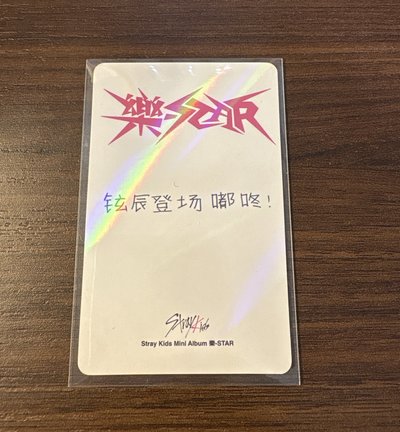 樂-STAR
铉辰登场 嘟咚!
Stray Kids
Stray Kids Mini Album 樂-STAR